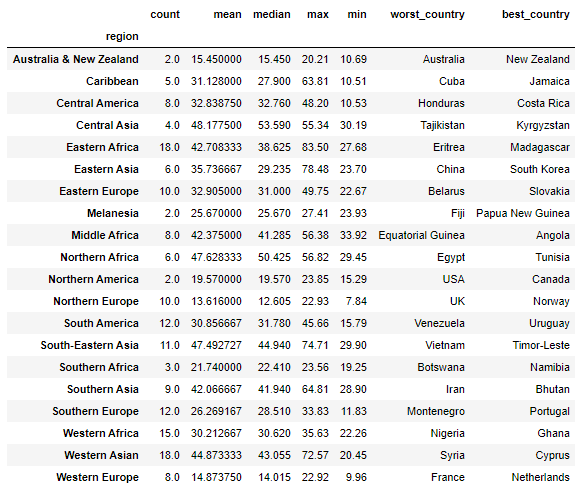 count mean median max min worst_country best_country
region
Australia & New Zealand 2.0 15.450000 15.450 20.21 10.69 Australia New Zealand
Caribbean 5.0 31.128000 27.900 63.81 10.51 Cuba Jamaica
Central America 8.0 32.838750 32.760 48.20 10.53 Honduras Costa Rica
Central Asia 4.0 48.177500 53.590 55.34 30.19 Tajikistan Kyrgyzstan
Eastern Africa 18.0 42.708333 38.625 83.50 27.68 Eritrea Madagascar
Eastern Asia 6.0 35.736667 29.235 78.48 23.70 China South Korea
Eastern Europe 10.0 32.905000 31.000 49.75 22.67 Belarus Slovakia
Melanesia 2.0 25.670000 25.670 27.41 23.93 Fiji Papua New Guinea
Middle Africa 8.0 42.375000 41.285 56.38 33.92 Equatorial Guinea Angola
Northern Africa 6.0 47.628333 50.425 56.82 29.45 Egypt Tunisia
Northern America 2.0 19.570000 19.570 23.85 15.29 USA Canada
Northern Europe 10.0 13.616000 12.605 22.93 7.84 UK Norway
South America 12.0 30.856667 31.780 45.66 15.79 Venezuela Uruguay
South-Eastern Asia 11.0 47.492727 44.940 74.71 29.90 Vietnam Timor-Leste
Southern Africa 3.0 21.740000 22.410 23.56 19.25 Botswana Namibia
Southern Asia 9.0 42.066667 41.940 64.81 28.90 Iran Bhutan
Southern Europe 12.0 26.269167 28.510 33.83 11.83 Montenegro Portugal
Western Africa 15.0 30.212667 30.620 35.63 22.26 Nigeria Ghana
Western Asian 18.0 44.873333 43.055 72.57 20.45 Syria Cyprus
Western Europe 8.0 14.873750 14.015 22.92 9.96 France Netherlands